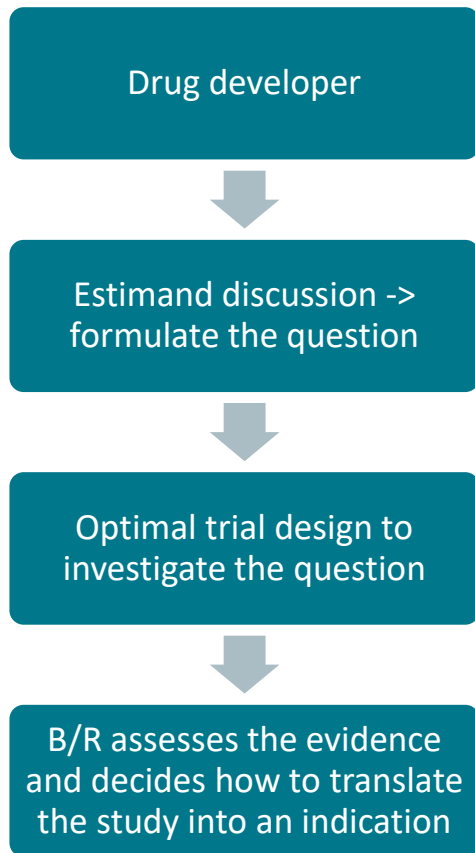 Drug developer
Estimand discussion ->
formulate the question
Optimal trial design to
investigate the question
B/R assesses the evidence
and decides how to translate
the study into an indication